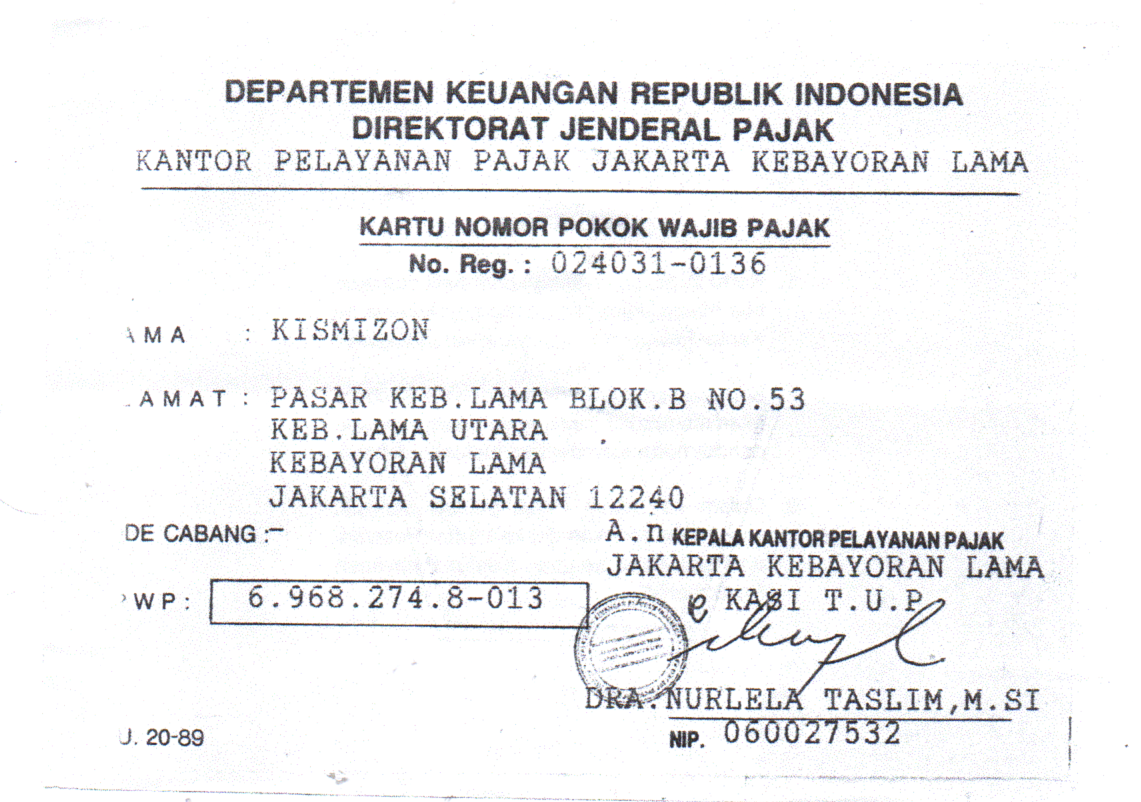 DEPARTEMEN KEUANGAN REPUBLIK INDONESIA
DIREKTORAT JENDERAL PAJAK
KANTOR PELAYANAN PAJAK JAKARTA KEBAYORAN LAMA
KARTU NOMOR POKOK WAJIB PAJAK
No. Reg. : 024031-0136
AMA : KISMIZON
AMAT : PASAR KEB.LAMA BLOK.B NO.53
KEB.LAMA UTARA
KEBAYORAN LAMA
JAKARTA SELATAN 12240
DE CABANG :-
A.n KEPALA KANTOR PELAYANAN PAJAK
JAKARTA KEBAYORAN LAMA
WP : 6.968.274.8-013
KASI T.U.P
DRA.NURLELA TASLIM,M.SI
NIP. 060027532
U. 20-89